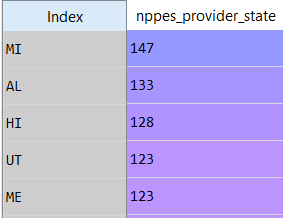 Index nppes_provider_state
MI 147
AL 133
HI 128
UT 123
ME 123